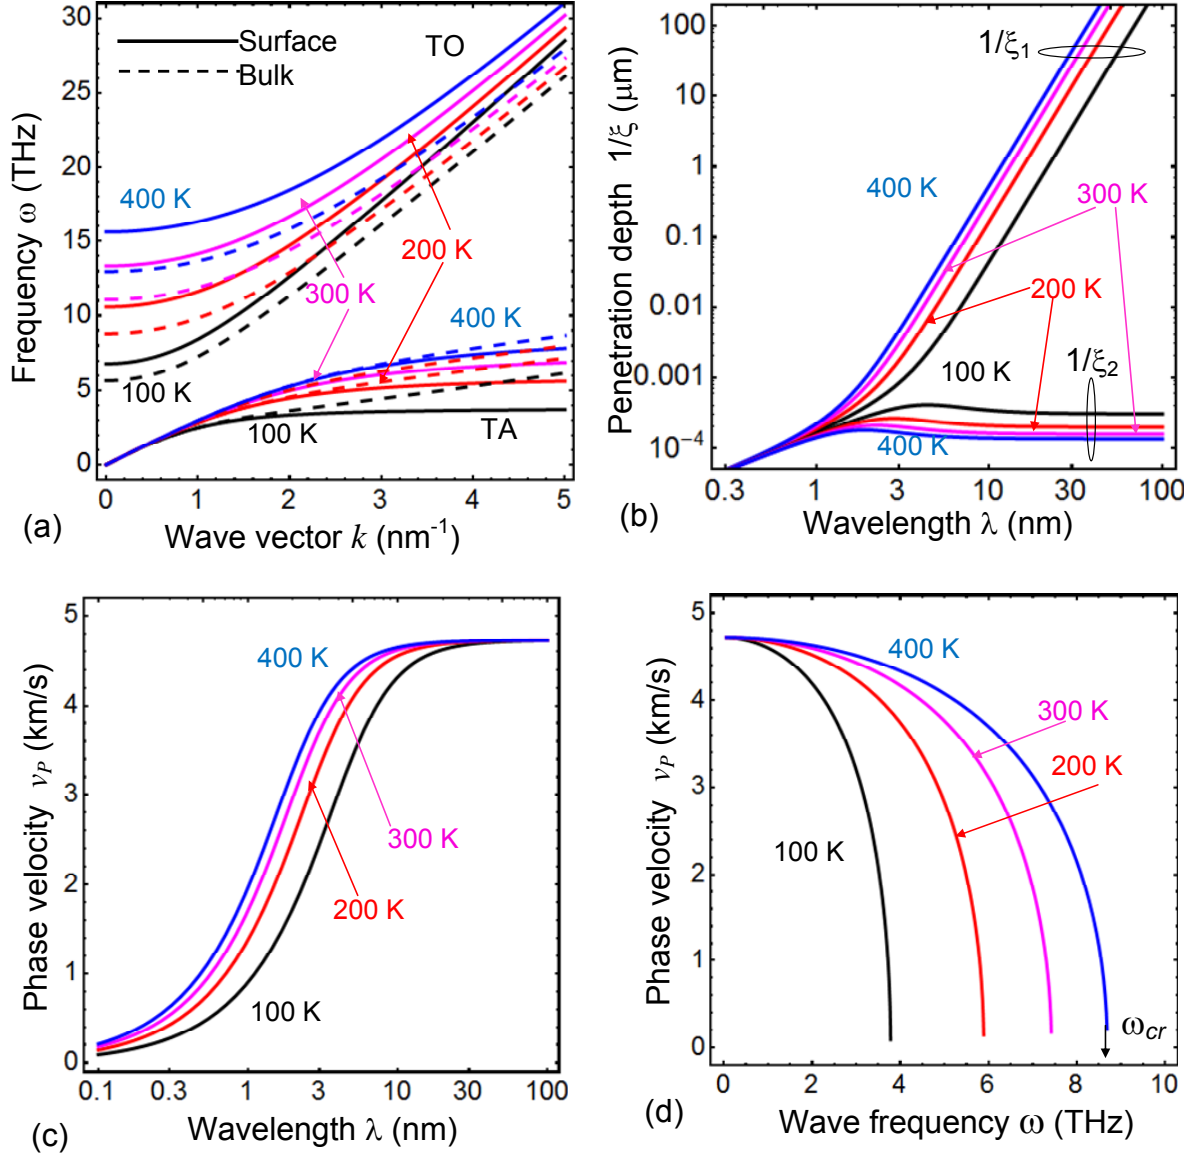 30
25
20
15
10
5
0
Frequency ω (THz)
Surface
Bulk
TO
400 K
200 K
300 K
400 K
100 K
100 K
TA
0 1 2 3 4 5
(a)
Wave vector k (nm⁻¹)
100
10
1
0.1
0.01
0.001
10⁻⁴
Penetration depth 1/ξ (μm)
1/ξ₁
400 K
300 K
200 K
100 K
1/ξ₂
400 K
0.3 1 3 10 30 100
(b)
Wavelength λ (nm)
5
4
3
2
1
0
Phase velocity vP (km/s)
400 K
300 K
200 K
100 K
0.1 0.3 1 3 10 30 100
(c)
Wavelength λ (nm)
5
4
3
2
1
0
Phase velocity vP (km/s)
400 K
300 K
200 K
100 K
ωcr
0 2 4 6 8 10
(d)
Wave frequency ω (THz)